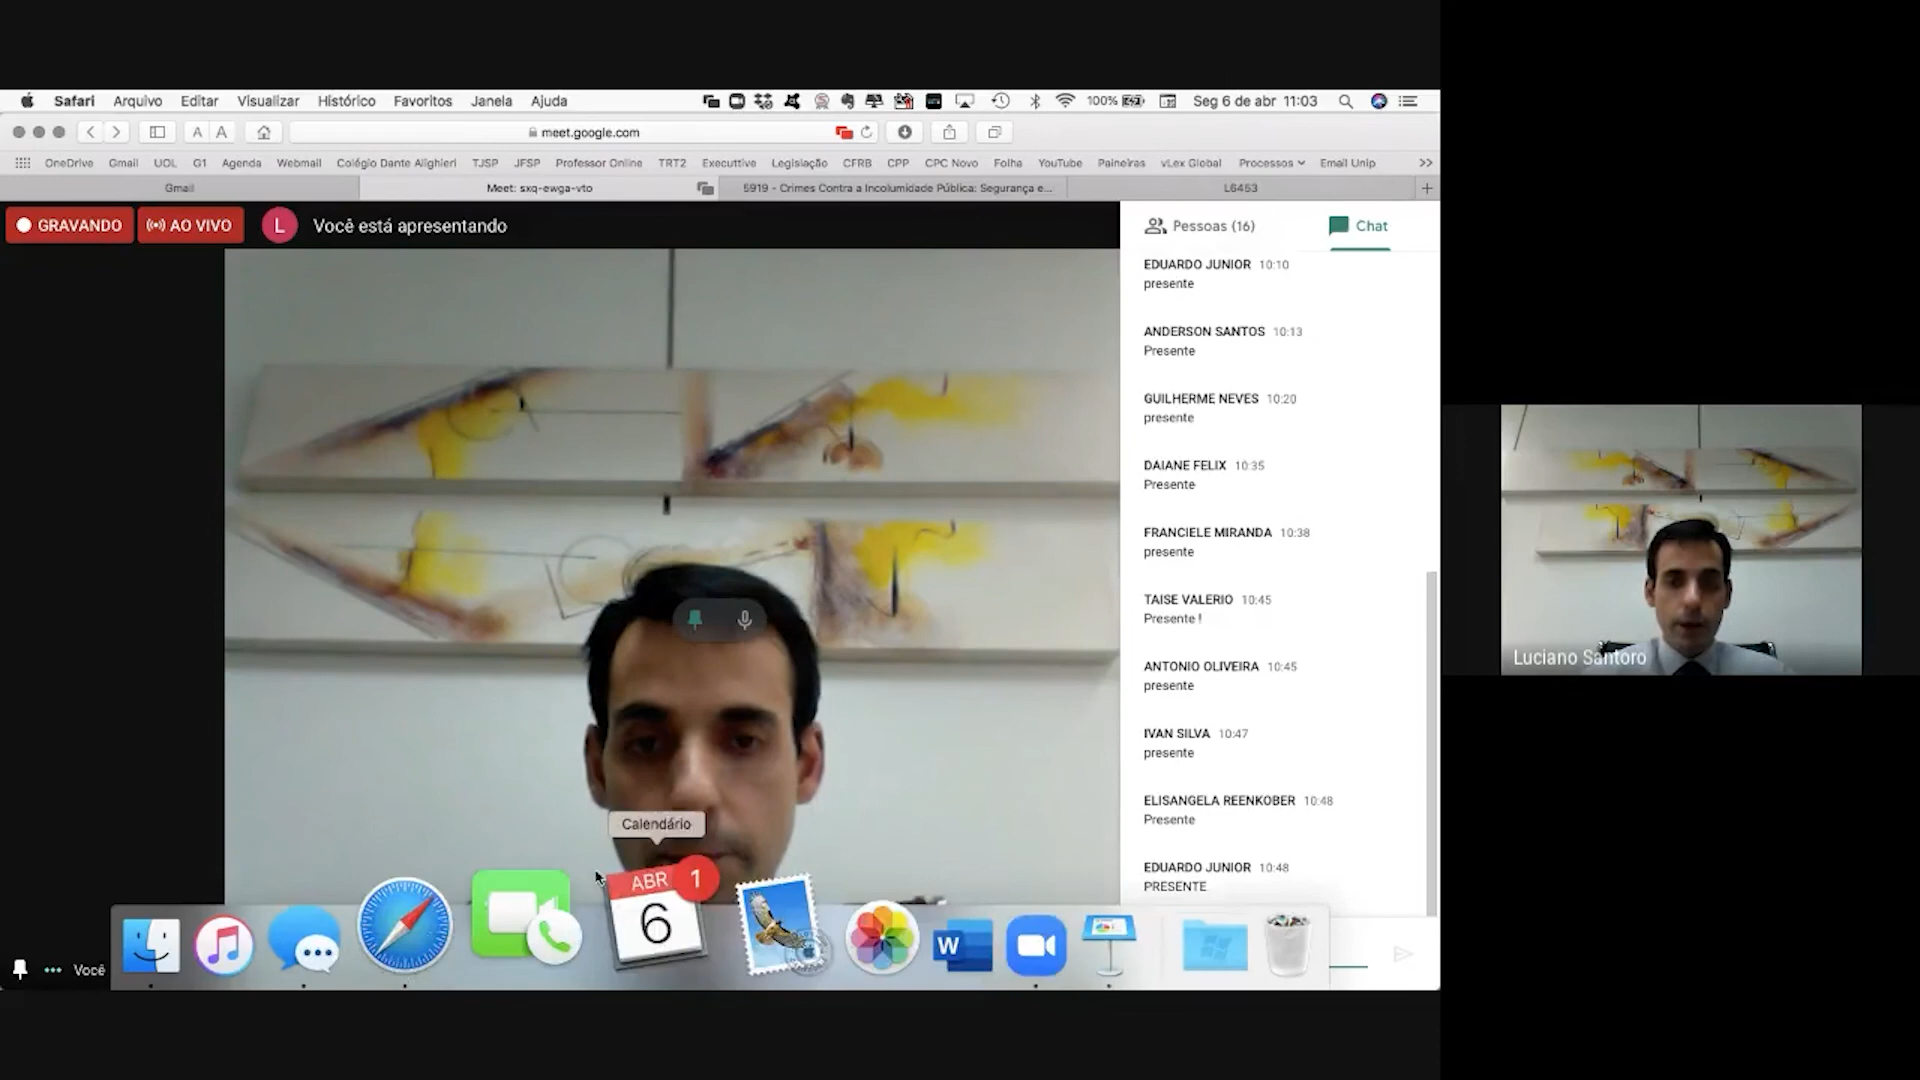 Safari Arquivo Editar Visualizar Histórico Favoritos Janela Ajuda 100% Seg 6 de abr 11:03
A A meet.google.com
OneDrive Gmail UOL G1 Agenda Webmail Colégio Dante Alighieri TJSP JFSP Professor Online TRT2 Executtive Legislação CFRB CPP CPC Novo Folha YouTube Paineiras vLex Global Processos Email Unip
Gmail Meet: sxq-ewga-vto 5919 - Crimes Contra a Incolumidade Pública: Segurança e... L6453
GRAVANDO AO VIVO L Você está apresentando
Pessoas (16) Chat
EDUARDO JUNIOR 10:10
presente
ANDERSON SANTOS 10:13
Presente
GUILHERME NEVES 10:20
presente
DAIANE FELIX 10:35
Presente
FRANCIELE MIRANDA 10:38
presente
TAISE VALERIO 10:45
Presente !
ANTONIO OLIVEIRA 10:45
presente
IVAN SILVA 10:47
presente
ELISANGELA REENKOBER 10:48
Presente
EDUARDO JUNIOR 10:48
PRESENTE
Luciano Santoro
Calendário
ABR 1
6
W
Você